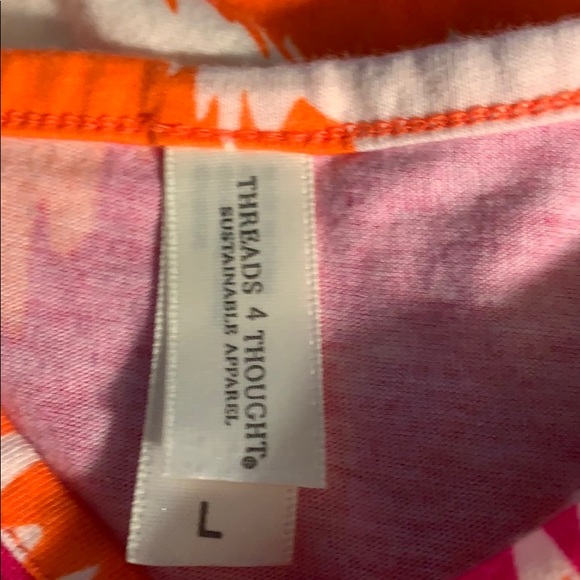 THREADS 4 THOUGHT®
SUSTAINABLE APPAREL
L